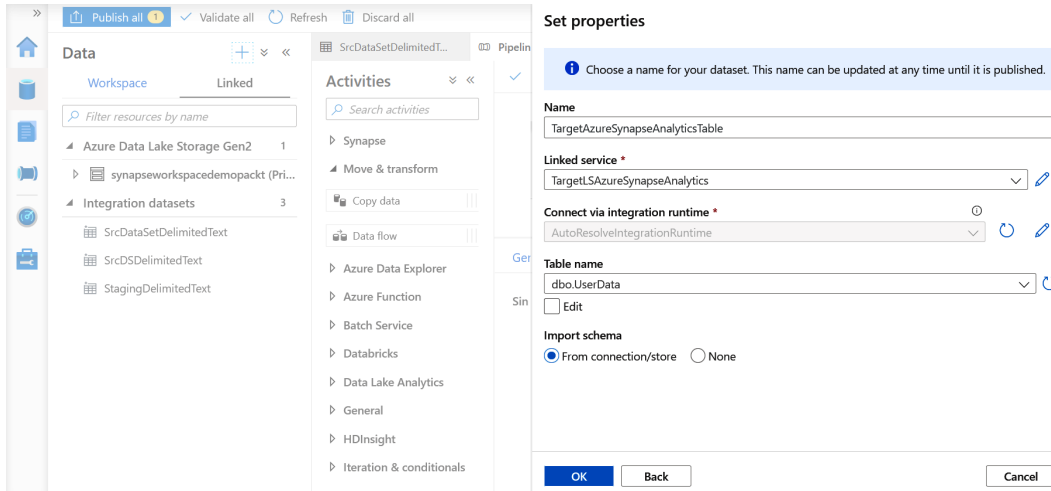 Publish all 1 Validate all Refresh Discard all
Data
Workspace Linked
Filter resources by name
Azure Data Lake Storage Gen2 1
synapseworkspacedemopackt (Pri...
Integration datasets 3
SrcDataSetDelimitedText
SrcDSDelimitedText
StagingDelimitedText
SrcDataSetDelimitedT... Pipelin
Activities
Search activities
Synapse
Move & transform
Copy data
Data flow
Azure Data Explorer
Azure Function
Batch Service
Databricks
Data Lake Analytics
General
HDInsight
Iteration & conditionals
Ger
Sin
Set properties
Choose a name for your dataset. This name can be updated at any time until it is published.
Name
TargetAzureSynapseAnalyticsTable
Linked service *
TargetLSAzureSynapseAnalytics
Connect via integration runtime *
AutoResolveIntegrationRuntime
Table name
dbo.UserData
Edit
Import schema
From connection/store None
OK Back Cancel